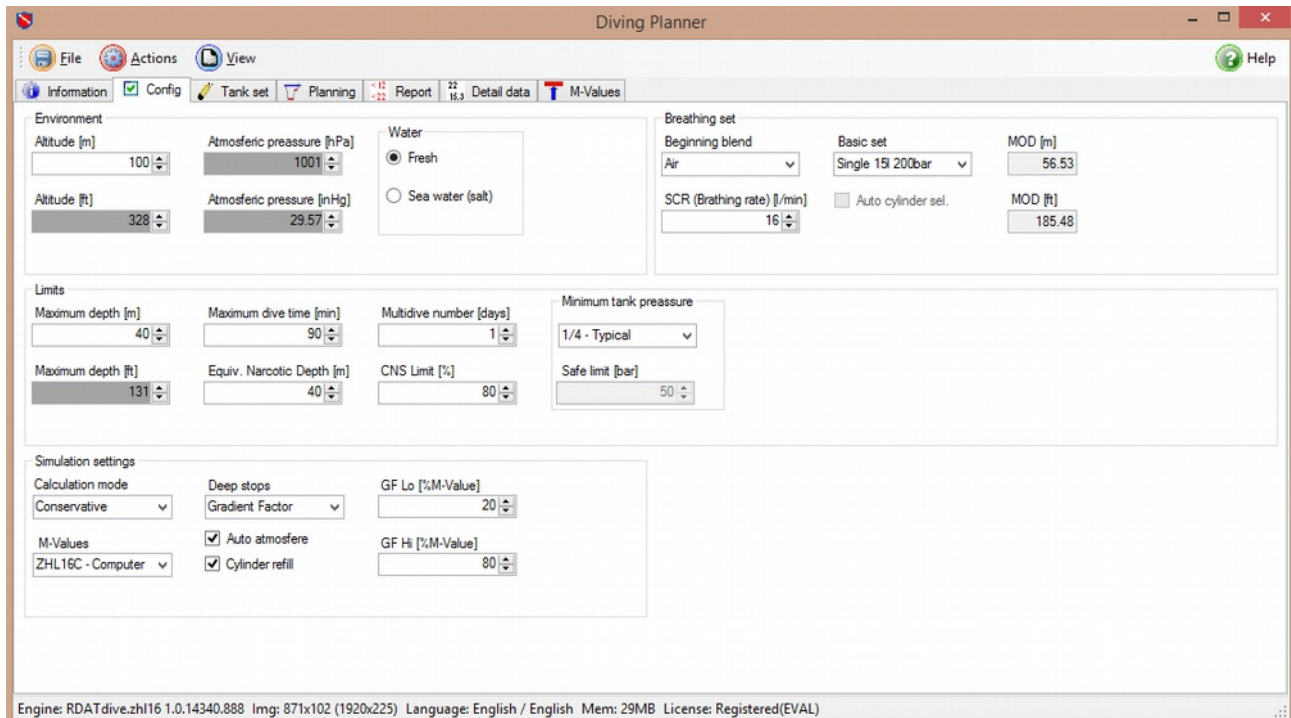 Diving Planner
File Actions View Help
Information Config Tank set Planning <12 <22 Report 22 16.3 Detail data M-Values
Environment
Altitude [m] Atmosferic preassure [hPa] Water
100 1001 Fresh
Altitude [ft] Atmosferic pressure [inHg] Sea water (salt)
328 29.57
Breathing set
Beginning blend Basic set MOD [m]
Air Single 15l 200bar 56.53
SCR (Brathing rate) [l/min] Auto cylinder sel. MOD [ft]
16 185.48
Limits
Maximum depth [m] Maximum dive time [min] Multidive number [days] Minimum tank preassure
40 90 1 1/4 - Typical
Maximum depth [ft] Equiv. Narcotic Depth [m] CNS Limit [%] Safe limit [bar]
131 40 80 50
Simulation settings
Calculation mode Deep stops GF Lo [%M-Value]
Conservative Gradient Factor 20
M-Values Auto atmosfere GF Hi [%M-Value]
ZHL16C - Computer Cylinder refill 80
Engine: RDATdive.zhl16 1.0.14340.888 Img: 871x102 (1920x225) Language: English / English Mem: 29MB License: Registered(EVAL)